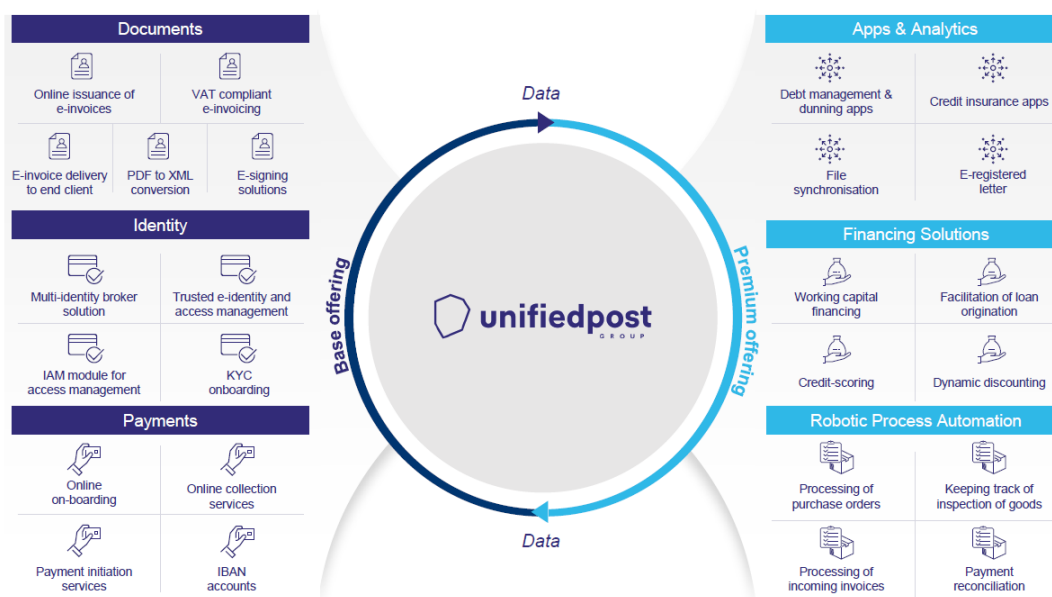 Documents
Online issuance of
e-invoices
VAT compliant
e-invoicing
E-invoice delivery
to end client
PDF to XML
conversion
E-signing
solutions
Identity
Multi-identity broker
solution
Trusted e-identity and
access management
IAM module for
access management
KYC
onboarding
Payments
Online
on-boarding
Online collection
services
Payment initiation
services
IBAN
accounts
Data
Base offering
unifiedpost
GROUP
Premium offering
Data
Apps & Analytics
Debt management &
dunning apps
Credit insurance apps
File
synchronisation
E-registered
letter
Financing Solutions
Working capital
financing
Facilitation of loan
origination
Credit-scoring
Dynamic discounting
Robotic Process Automation
Processing of
purchase orders
Keeping track of
inspection of goods
Processing of
incoming invoices
Payment
reconciliation